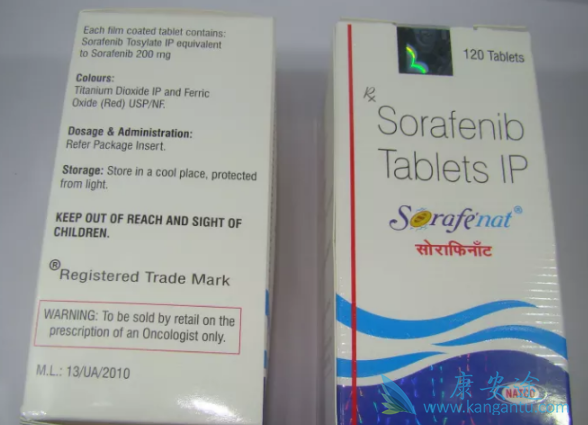 Each film coated tablet contains:
Sorafenib Tosylate IP equivalent
to Sorafenib 200 mg
Colours:
Titanium Dioxide IP and Ferric
Oxide (Red) USP/NF.
Dosage & Administration:
Refer Package Insert.
Storage: Store in a cool place, protected
from light.
KEEP OUT OF REACH AND SIGHT OF
CHILDREN.
®Registered Trade Mark
WARNING: To be sold by retail on the
prescription of an Oncologist only.
M.L.: 13/UA/2010
120 Tablets
Rx
Sorafenib
Tablets IP
Sorafenat®
सोराफिनॅट
NATCO
康安途
www.kangantu.com